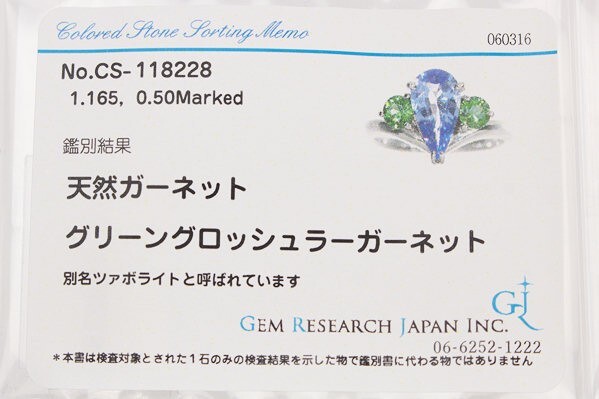 Colored Stone Sorting Memo
060316
No.CS-118228
1.165, 0.50Marked
鑑別結果
天然ガーネット
グリーングロッシュラーガーネット
別名ツァボライトと呼ばれています
GJ
GEM RESEARCH JAPAN INC.
06-6252-1222
*本書は検査対象とされた1石のみの検査結果を示した物で鑑別書に代わる物ではありません